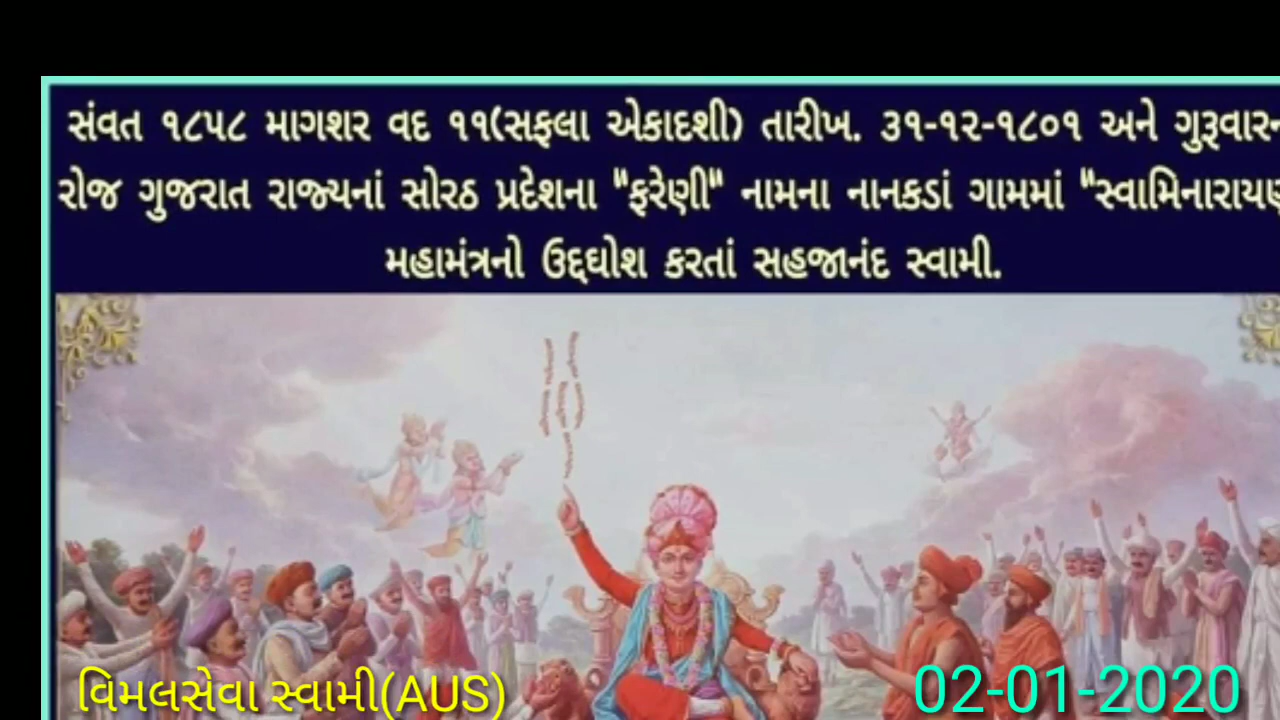 સંવત ૧૮૫૮ માગશર વદ ૧૧(સફલા એકાદશી) તારીખ. ૩૧-૧૨-૧૮૦૧ અને
રોજ ગુજરાત રાજ્યનાં સોરઠ પ્રદેશના "ફરેણી" નામના નાનકડાં ગામમાં
મહામંત્રનો ઉદ્દઘોશ કરતાં સહજાનંદ સ્વામી.
વિમલસેવા સ્વામી(AUS)
02-01-2020